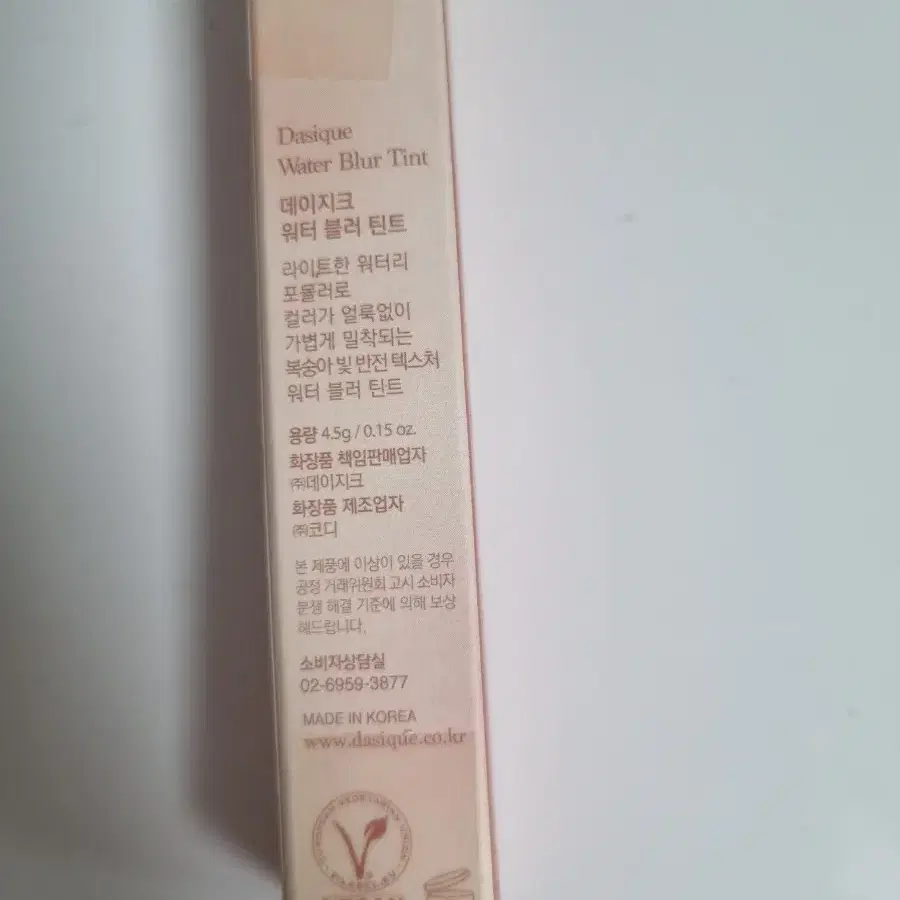 Dasique
Water Blur Tint
데이지크
워터 블러 틴트
라이트한 워터리
포뮬러로
컬러가 얼룩없이
가볍게 밀착되는
복숭아 빛 반전 텍스처
워터 블러 틴트
용량 4.5g / 0.15 oz.
화장품 책임판매업자
㈜데이지크
화장품 제조업자
㈜코디
본 제품에 이상이 있을 경우
공정 거래위원회 고시 소비자
분쟁 해결 기준에 의해 보상
해드립니다.
소비자상담실
02-6959-3877
MADE IN KOREA
www.dasique.co.kr
EUROPEAN VEGETARIAN UNION
V-LABEL.EU